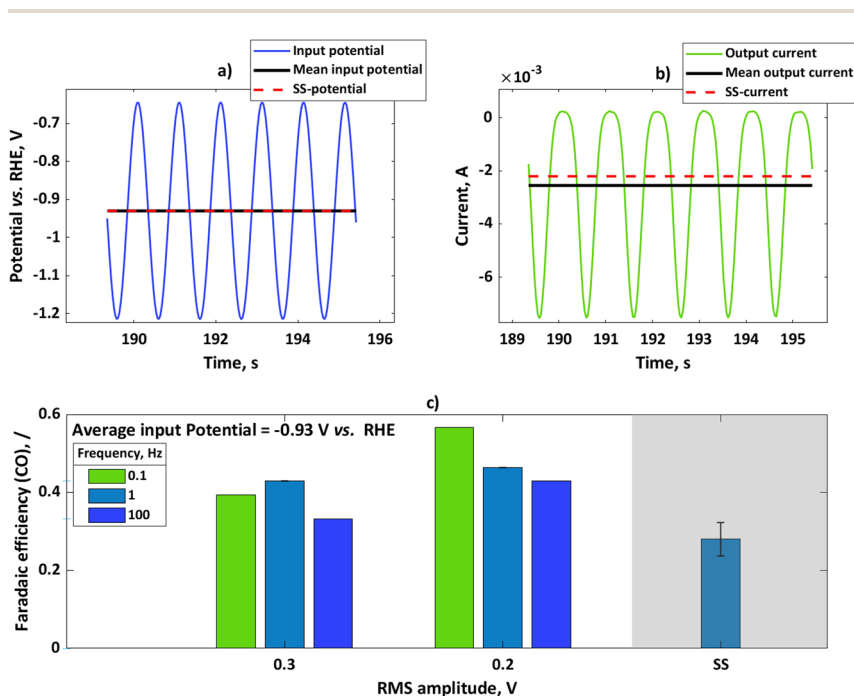 Input potential
Mean input potential
SS-potential
a)
Potential vs. RHE, V
-0.7
-0.8
-0.9
-1
-1.1
-1.2
190
192
194
196
Time, s
Output current
Mean output current
SS-current
b)
×10⁻³
Current, A
0
-2
-4
-6
189
190
191
192
193
194
195
Time, s
c)
Average input Potential = -0.93 V vs. RHE
Frequency, Hz
0.1
1
100
Faradaic efficiency (CO), /
0.6
0.4
0.2
0
0.3
0.2
SS
RMS amplitude, V